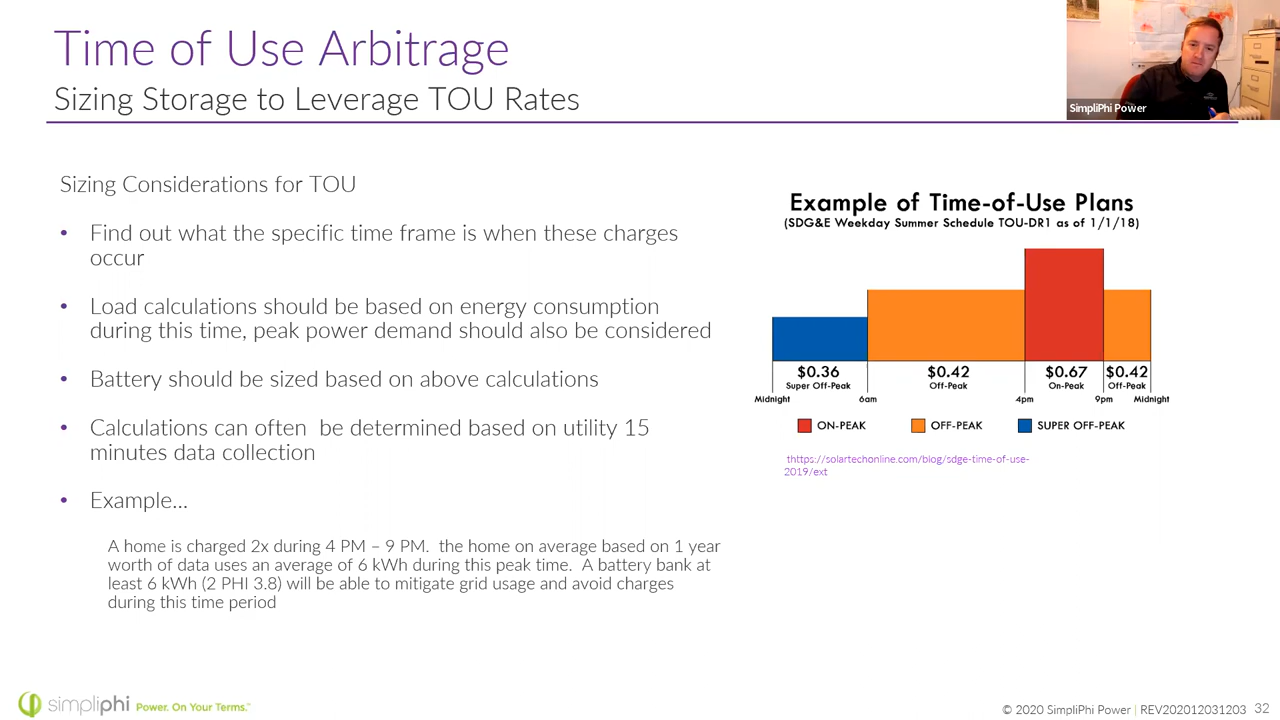 Time of Use Arbitrage
Sizing Storage to Leverage TOU Rates
SimpliPhi Power
Sizing Considerations for TOU
• Find out what the specific time frame is when these charges
occur
• Load calculations should be based on energy consumption
during this time, peak power demand should also be considered
• Battery should be sized based on above calculations
• Calculations can often  be determined based on utility 15
minutes data collection
• Example...
A home is charged 2x during 4 PM – 9 PM.  the home on average based on 1 year
worth of data uses an average of 6 kWh during this peak time.  A battery bank at
least 6 kWh (2 PHI 3.8) will be able to mitigate grid usage and avoid charges
during this time period
Example of Time-of-Use Plans
(SDG&E Weekday Summer Schedule TOU-DR1 as of 1/1/18)
$0.36 $0.42 $0.67 $0.42
Super Off-Peak Off-Peak On-Peak Off-Peak
Midnight 6am 4pm 9pm Midnight
ON-PEAK OFF-PEAK SUPER OFF-PEAK
thttps://solartechonline.com/blog/sdge-time-of-use-
2019/ext
simpliphi Power. On Your Terms.™
© 2020 SimpliPhi Power | REV202012031203 32